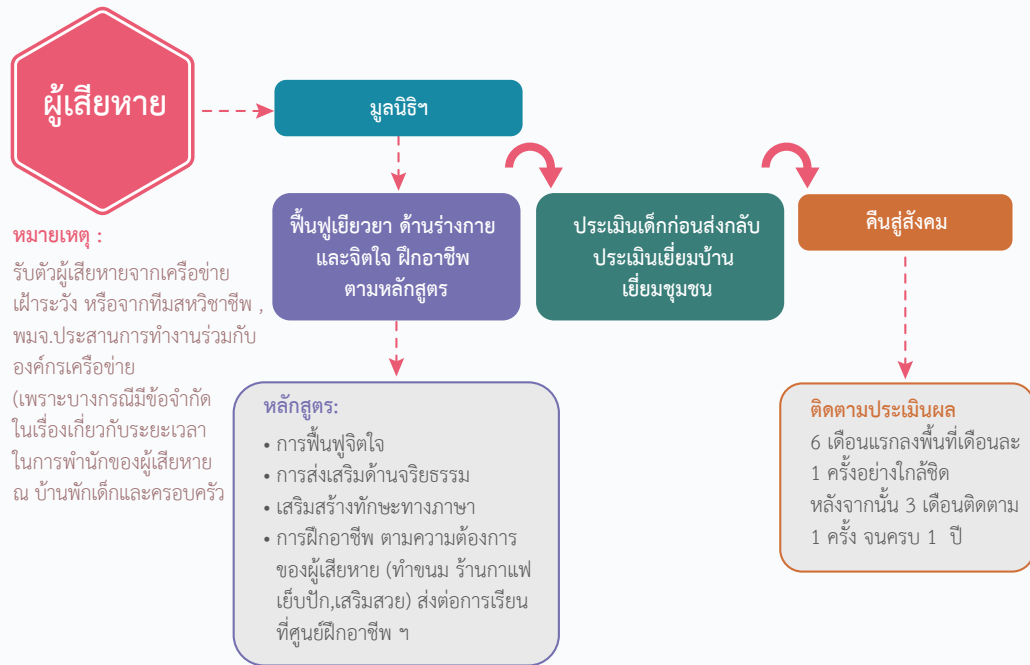 ผู้เสียหาย
มูลนิธิฯ
ฟื้นฟูเยียวยา ด้านร่างกาย
และจิตใจ ฝึกอาชีพ
ตามหลักสูตร
ประเมินเด็กก่อนส่งกลับ
ประเมินเยี่ยมบ้าน
เยี่ยมชุมชน
คืนสู่สังคม
หมายเหตุ :
รับตัวผู้เสียหายจากเครือข่าย
เฝ้าระวัง หรือจากทีมสหวิชาชีพ ,
พมจ.ประสานการทำงานร่วมกับ
องค์กรเครือข่าย
(เพราะบางกรณีมีข้อจำกัด
ในเรื่องเกี่ยวกับระยะเวลา
ในการพำนักของผู้เสียหาย
ณ บ้านพักเด็กและครอบครัว
หลักสูตร:
• การฟื้นฟูจิตใจ
• การส่งเสริมด้านจริยธรรม
• เสริมสร้างทักษะทางภาษา
• การฝึกอาชีพ ตามความต้องการ
ของผู้เสียหาย (ทำขนม ร้านกาแฟ
เย็บปัก,เสริมสวย) ส่งต่อการเรียน
ที่ศูนย์ฝึกอาชีพ ฯ
ติดตามประเมินผล
6 เดือนแรกลงพื้นที่เดือนละ
1 ครั้งอย่างใกล้ชิด
หลังจากนั้น 3 เดือนติดตาม
1 ครั้ง จนครบ 1 ปี